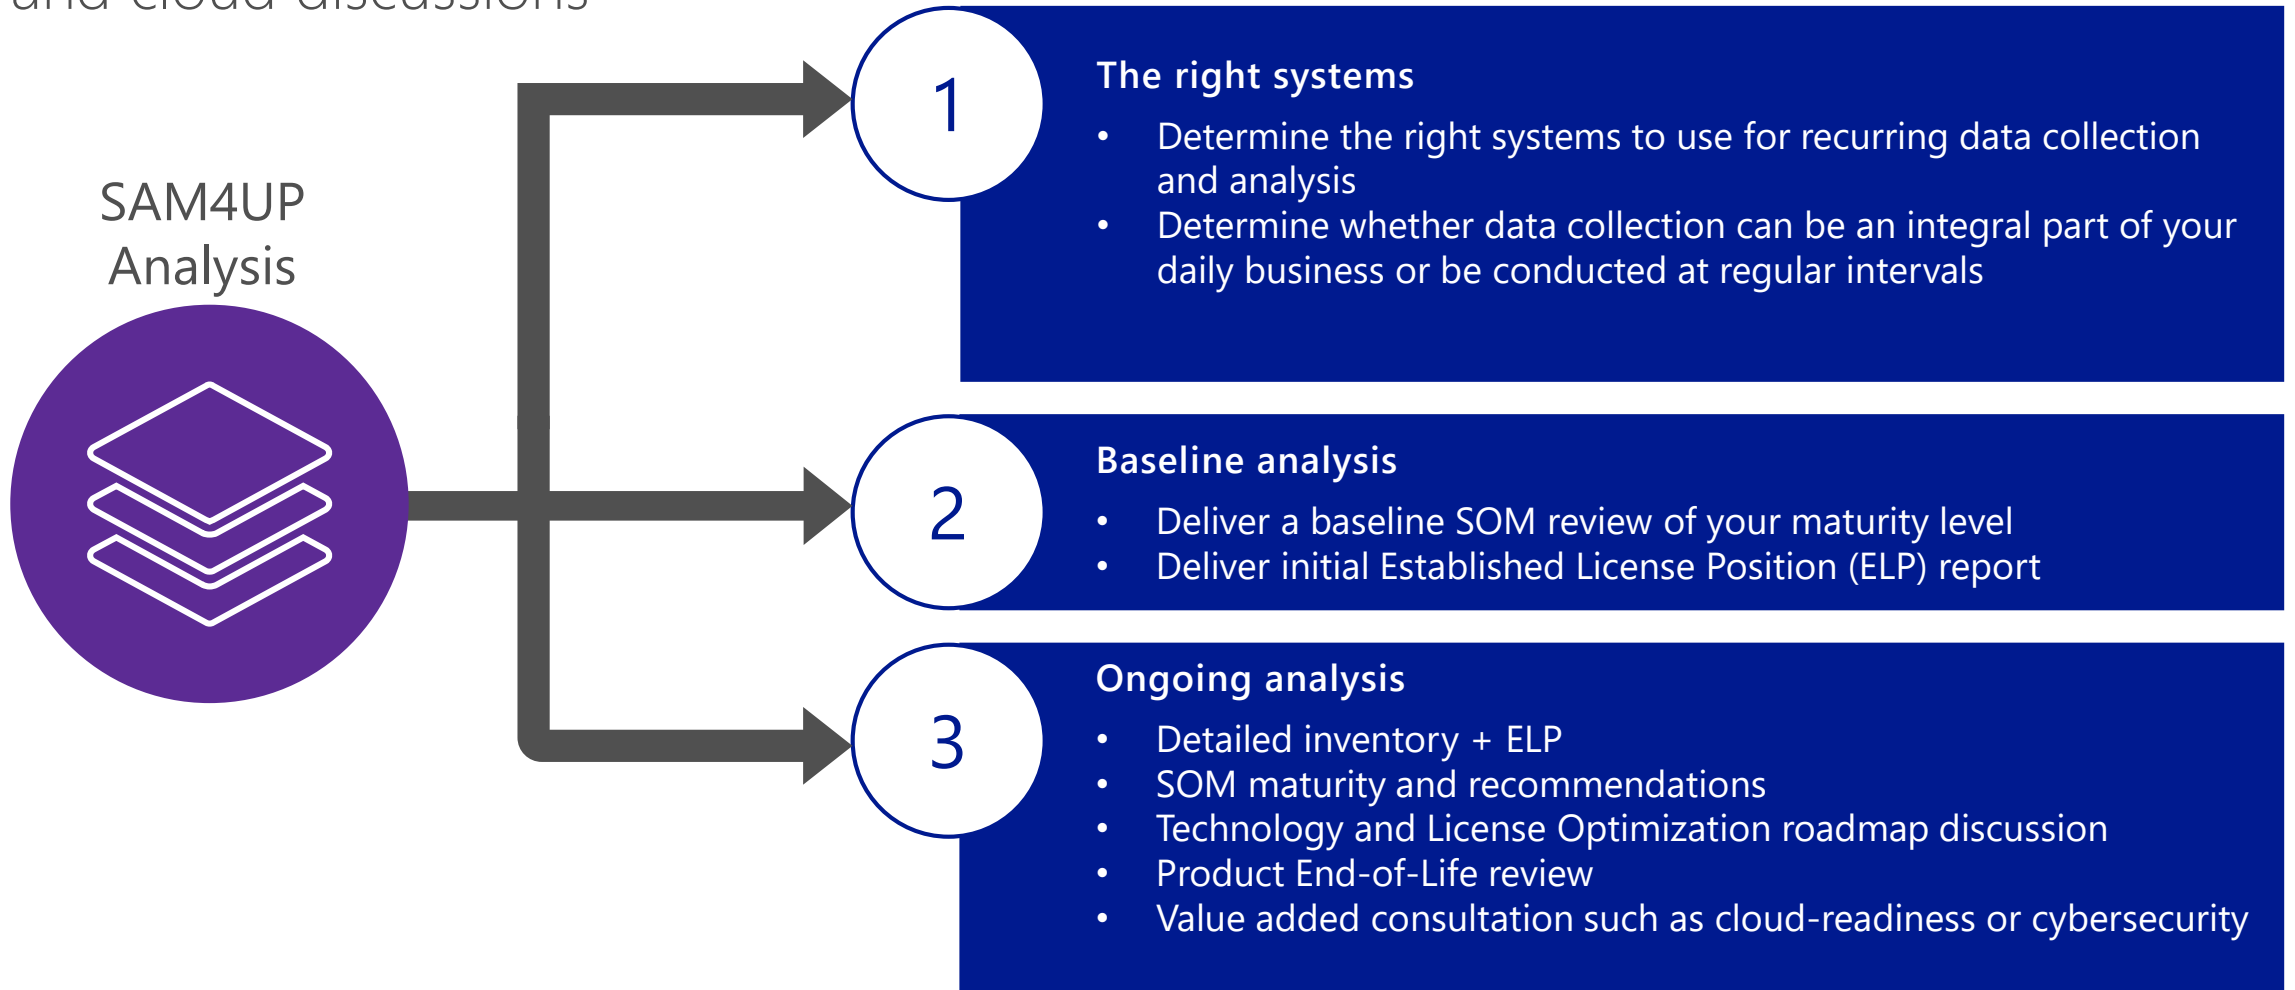 and cloud discussions
SAM4UP
Analysis
1
The right systems
• Determine the right systems to use for recurring data collection
and analysis
• Determine whether data collection can be an integral part of your
daily business or be conducted at regular intervals
2
Baseline analysis
• Deliver a baseline SOM review of your maturity level
• Deliver initial Established License Position (ELP) report
3
Ongoing analysis
• Detailed inventory + ELP
• SOM maturity and recommendations
• Technology and License Optimization roadmap discussion
• Product End-of-Life review
• Value added consultation such as cloud-readiness or cybersecurity